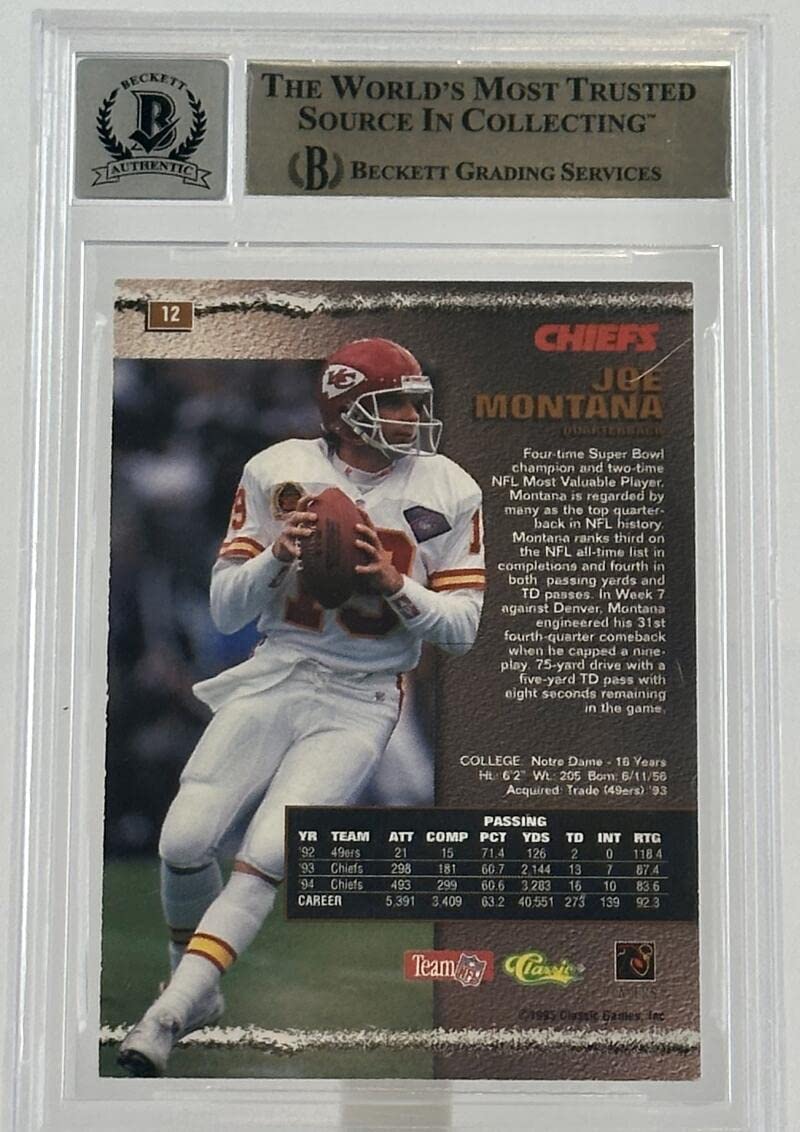 BECKETT
B
AUTHENTIC
THE WORLD'S MOST TRUSTED
SOURCE IN COLLECTING™
B BECKETT GRADING SERVICES
12
CHIEFS
JOE
MONTANA
QUARTERBACK
KC
Four-time Super Bowl
champion and two-time
NFL Most Valuable Player,
Montana is regarded by
many as the top quarter-
back in NFL history.
Montana ranks third on
the NFL all-time list in
completions and fourth in
both passing yards and
TD passes. In Week 7
against Denver, Montana
engineered his 31st
fourth-quarter comeback
when he capped a nine-
play, 75-yard drive with a
five-yard TD pass with
eight seconds remaining
in the game.
19
1
19
COLLEGE: Notre Dame - 16 Years
Ht.: 6'2" Wt.: 205 Born: 6/11/56
Acquired: Trade (49ers) '93
PASSING
YR TEAM ATT COMP PCT YDS TD INT RTG
'92 49ers 21 15 71.4 126 2 0 118.4
'93 Chiefs 298 181 60.7 2,144 13 7 87.4
'94 Chiefs 493 299 60.6 3,283 16 10 83.6
CAREER 5,391 3,409 63.2 40,551 273 139 92.3
Team NFL
Classic
©1995 Classic Games, Inc.